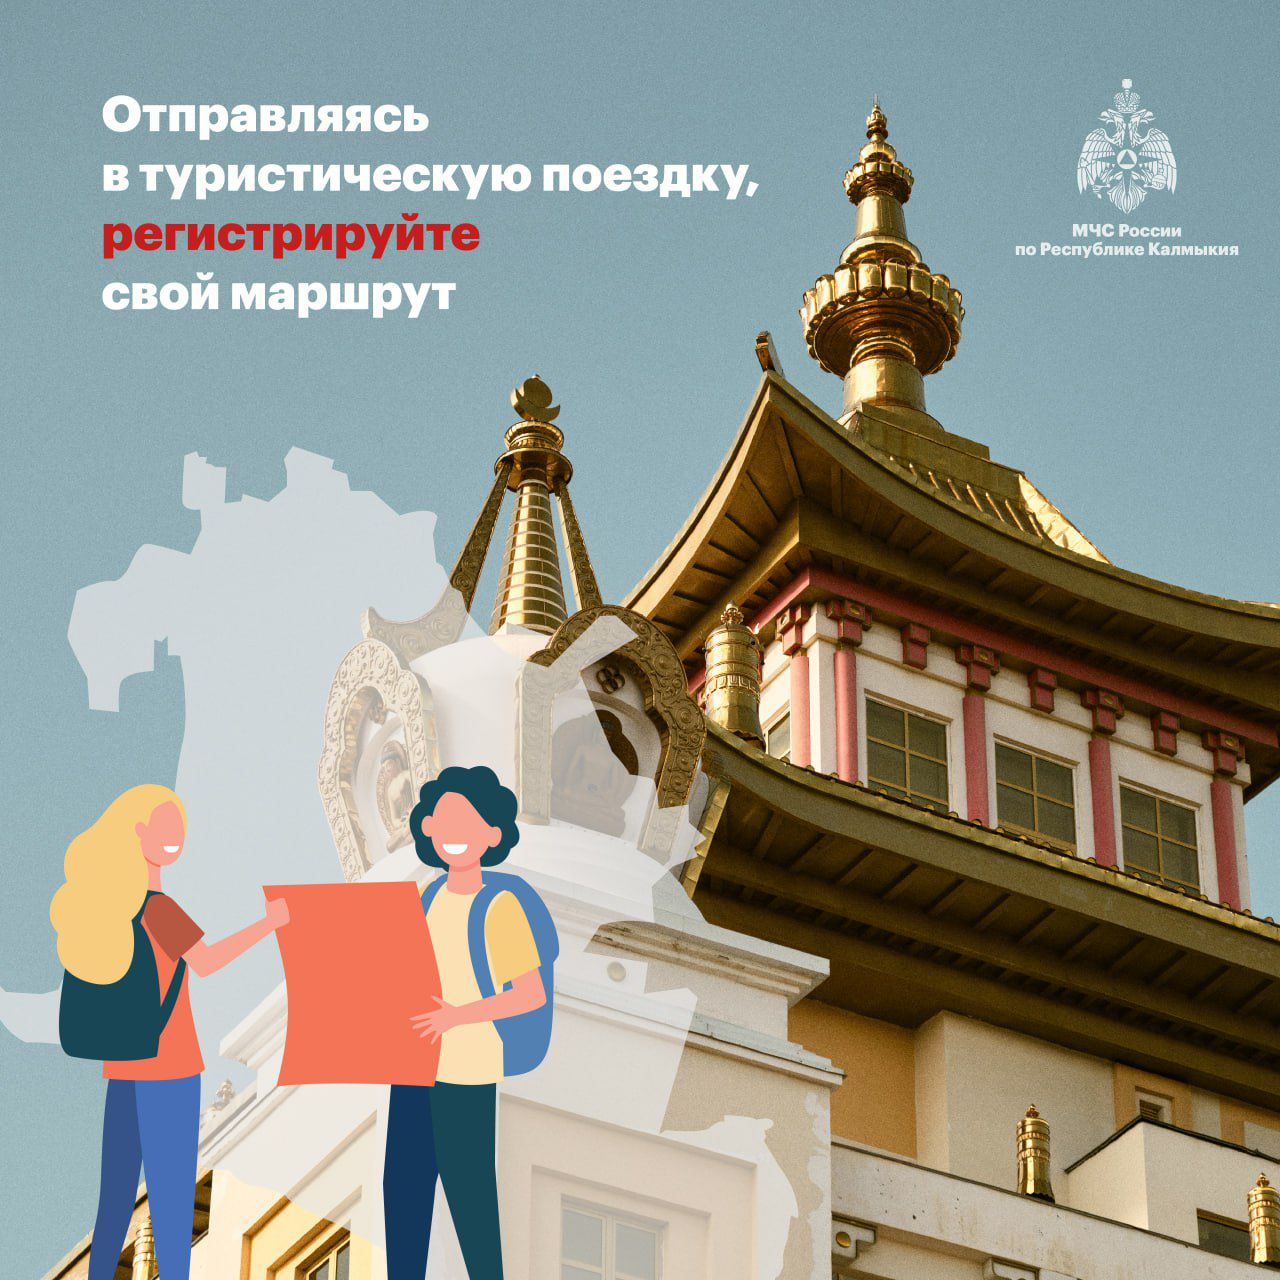 Отправляясь
в туристическую поездку,
регистрируйте
свой маршрут
МЧС России
по Республике Калмыкия